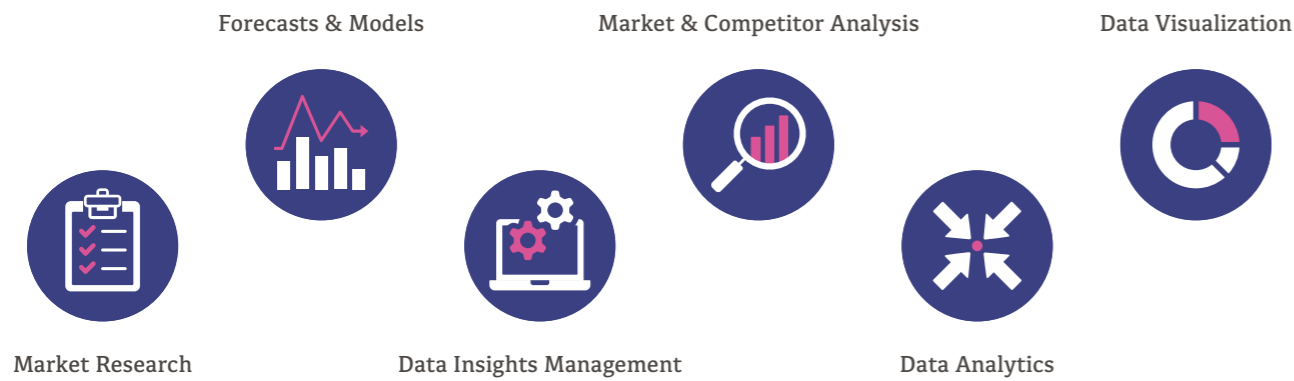 Forecasts & Models
Market & Competitor Analysis
Data Visualization
Market Research
Data Insights Management
Data Analytics